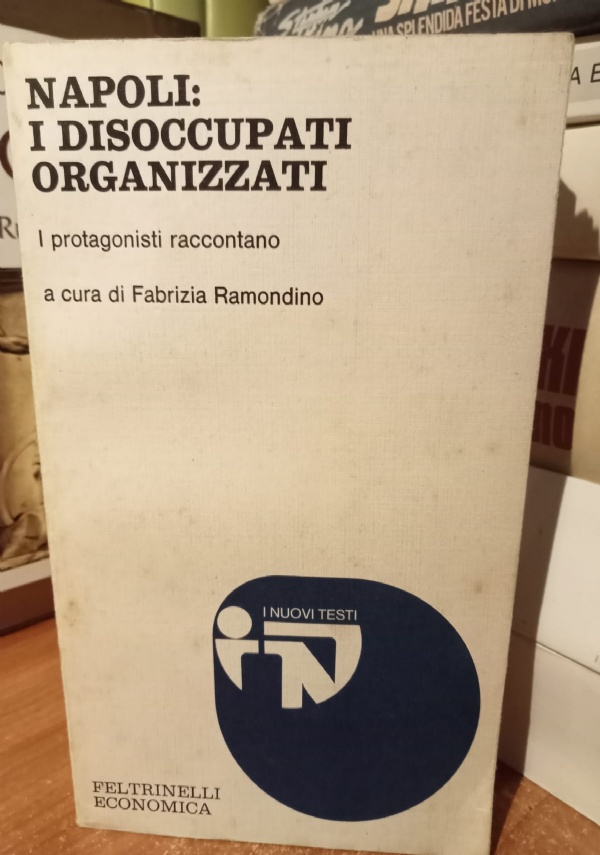 UNA SPLENDIDA FESTA DI
NAPOLI:
I DISOCCUPATI
ORGANIZZATI
I protagonisti raccontano
a cura di Fabrizia Ramondino
I NUOVI TESTI
FELTRINELLI
ECONOMICA